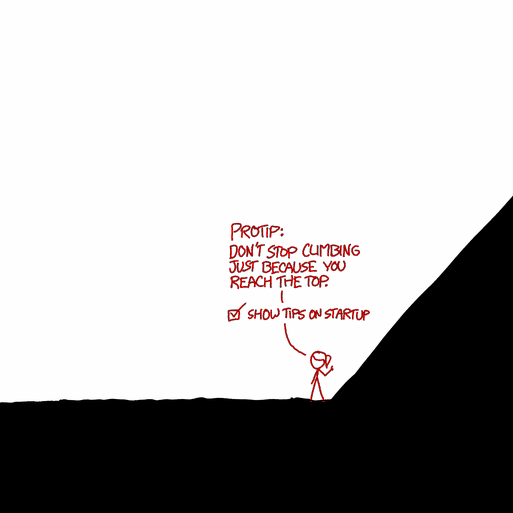 PROTIP:
DON'T STOP CLIMBING
JUST BECAUSE YOU
REACH THE TOP.
SHOW TIPS ON STARTUP